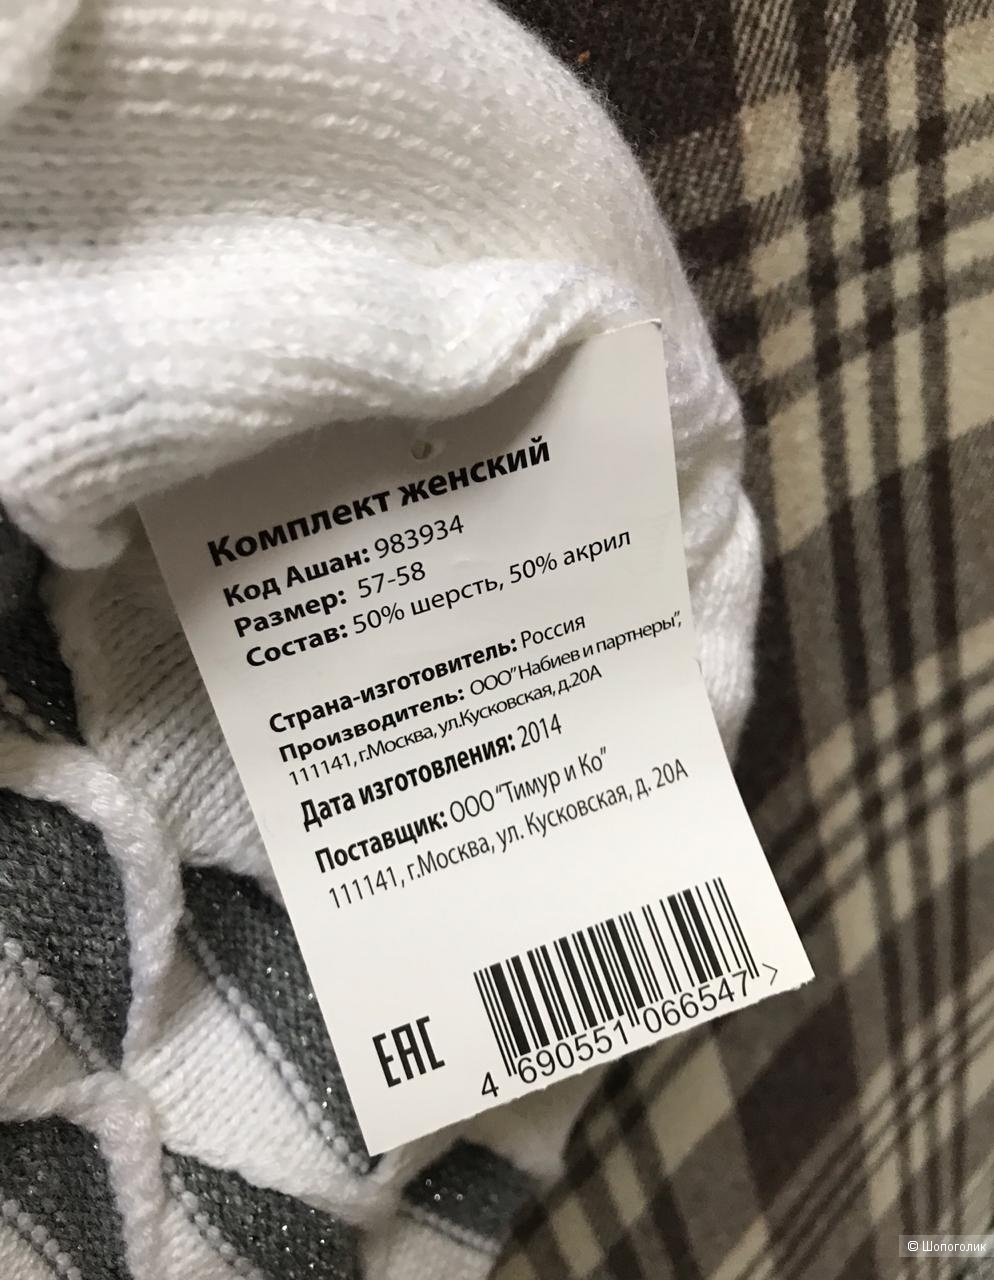 Комплект женский
Код Ашан: 983934
Размер: 57-58
Состав: 50% шерсть, 50% акрил
Страна-изготовитель: Россия
Производитель: ООО"Набиев и партнеры",
111141, г.Москва, ул.Кусковская, д.20А
Дата изготовления: 2014
Поставщик: ООО "Тимур и Ко"
111141, г.Москва, ул. Кусковская, д. 20А
ЕАС
4 690551 066547 >
© Шопоголик